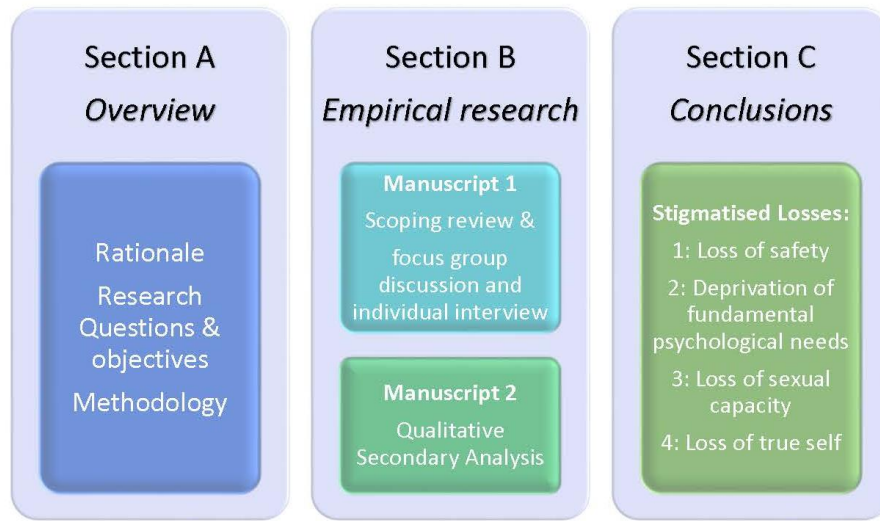 Section A
Overview
Rationale
Research
Questions &
objectives
Methodology
Section B
Empirical research
Manuscript 1
Scoping review &
focus group
discussion and
individual interview
Manuscript 2
Qualitative
Secondary Analysis
Section C
Conclusions
Stigmatised Losses:
1: Loss of safety
2: Deprivation of
fundamental
psychological needs
3: Loss of sexual
capacity
4: Loss of true self